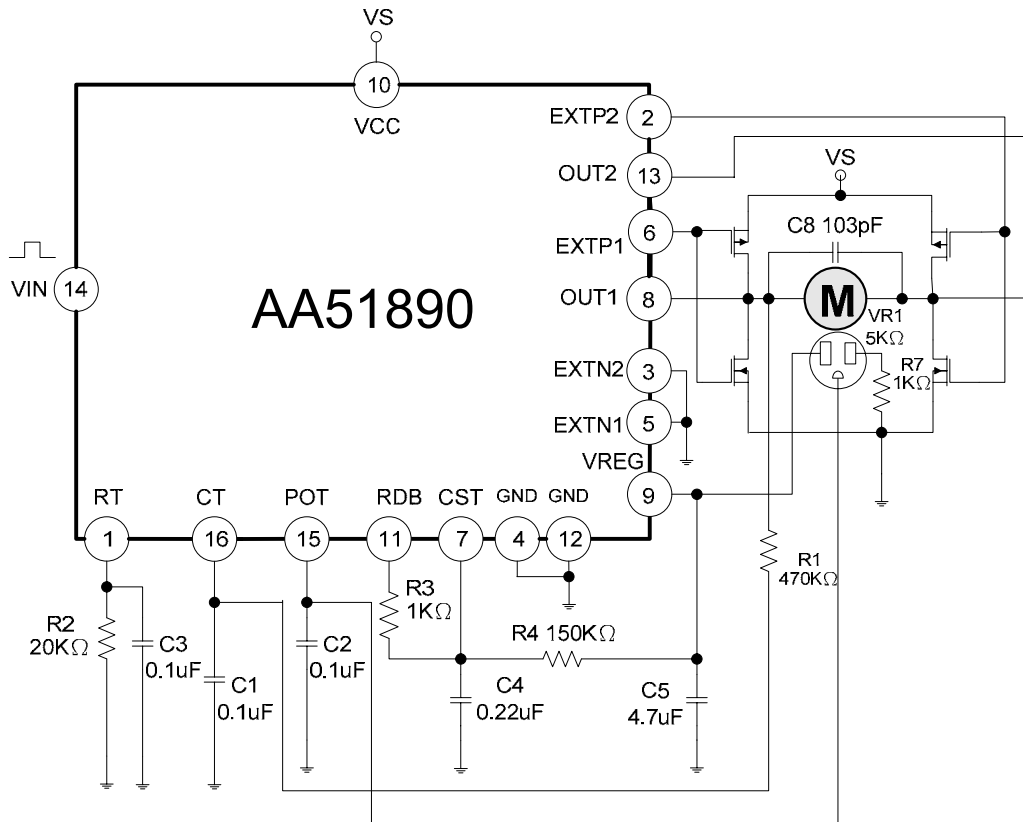 VS
10
VCC
EXTP2
2
OUT2
13
VS
EXTP1
6
C8 103pF
VIN
14
AA51890
OUT1
8
M
VR1
5KΩ
EXTN2
3
R7
1KΩ
EXTN1
5
VREG
9
RT
CT
POT
RDB
CST
GND
GND
1
16
15
11
7
4
12
R1
470KΩ
R3
1KΩ
R2
20KΩ
C3
0.1uF
C2
0.1uF
R4 150KΩ
C1
0.1uF
C4
0.22uF
C5
4.7uF